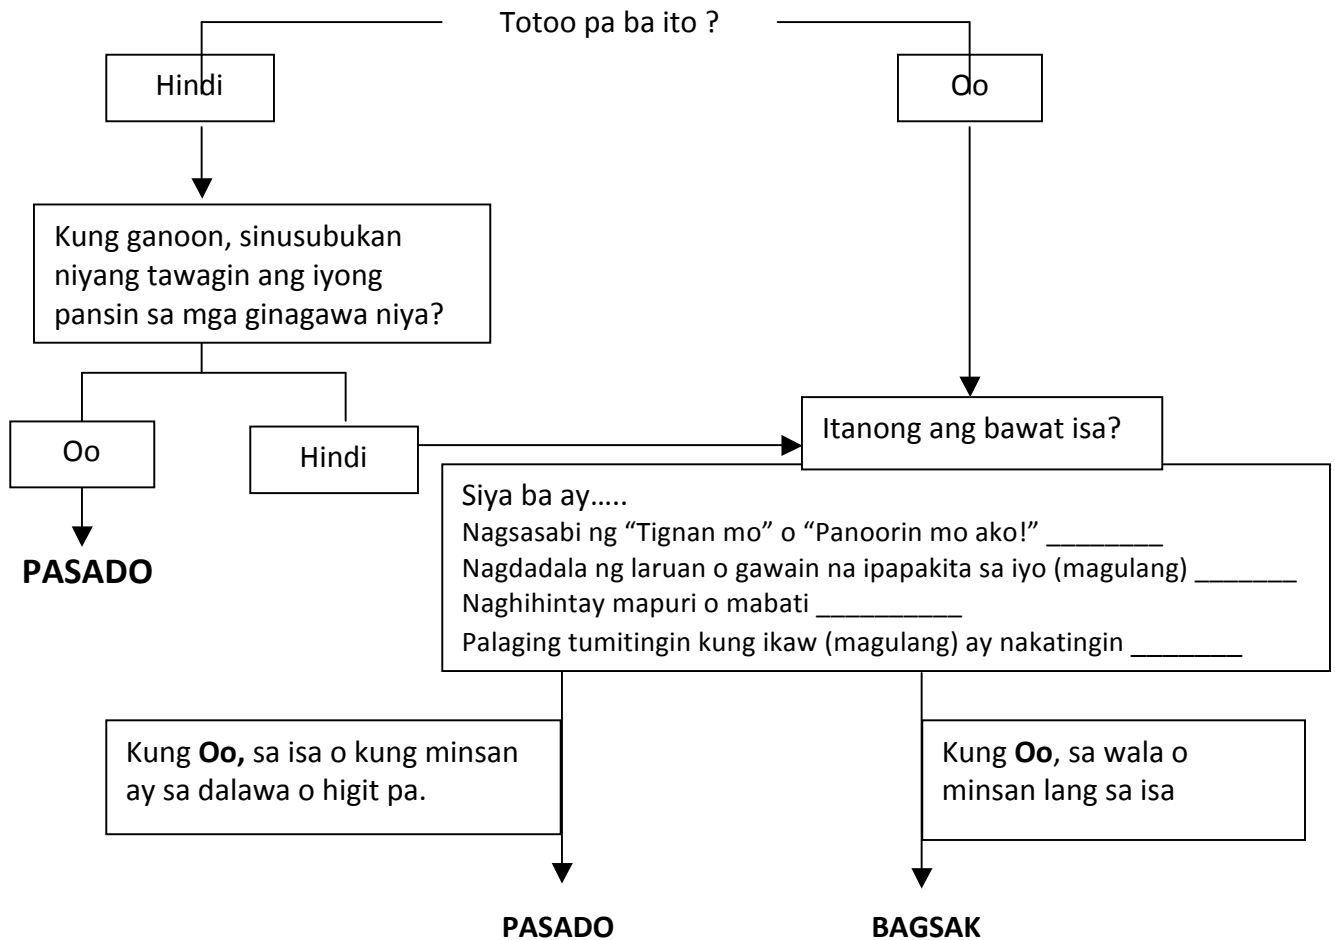 Totoo pa ba ito ?
Hindi
Oo
Kung ganoon, sinusubukan
niyang tawagin ang iyong
pansin sa mga ginagawa niya?
Oo
Hindi
PASADO
Itanong ang bawat isa?
Siya ba ay…..
Nagsasabi ng “Tignan mo” o “Panoorin mo ako!” ________
Nagdadala ng laruan o gawain na ipapakita sa iyo (magulang) _______
Naghihintay mapuri o mabati __________
Palaging tumitingin kung ikaw (magulang) ay nakatingin ________
Kung Oo, sa isa o kung minsan
ay sa dalawa o higit pa.
Kung Oo, sa wala o
minsan lang sa isa
PASADO
BAGSAK